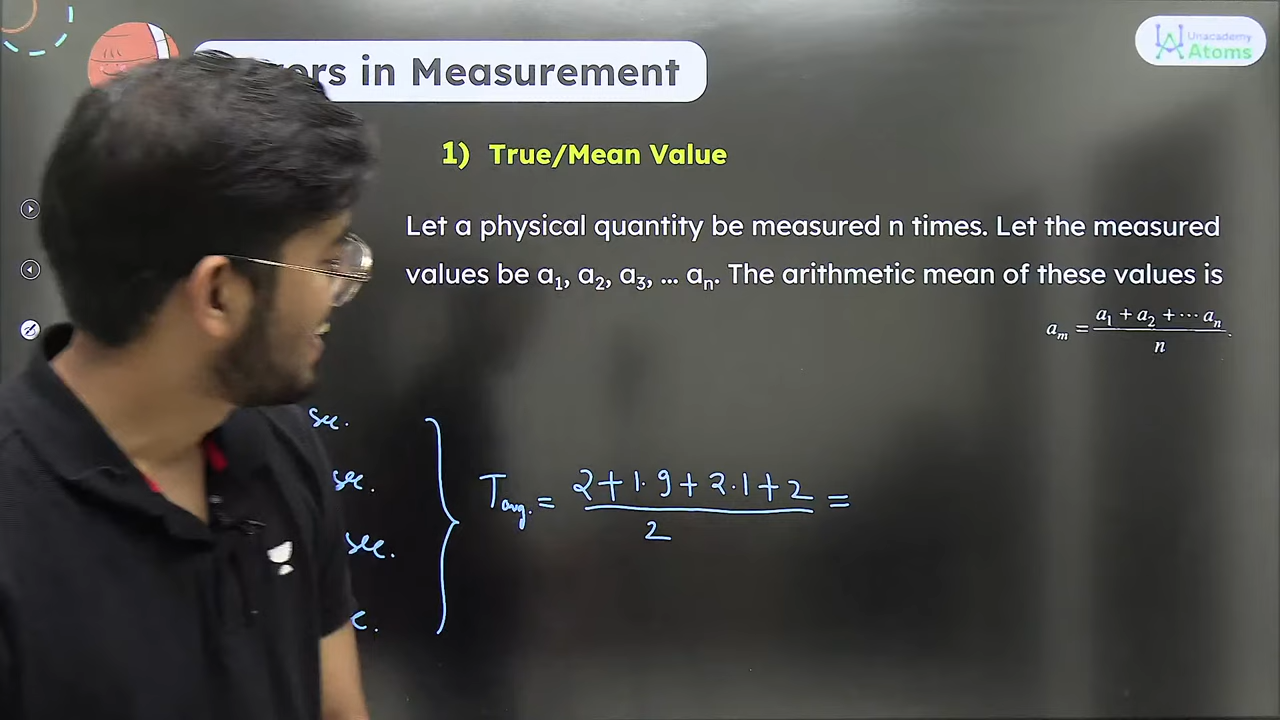 Unacademy
Atoms
ers in Measurement
1) True/Mean Value
Let a physical quantity be measured n times. Let the measured
values be a₁, a₂, a₃, ... aₙ. The arithmetic mean of these values is
aₘ = (a₁ + a₂ + ⋯ aₙ) / n
sec.
sec.
sec.
c.
Tavg. = (2 + 1.9 + 2.1 + 2) / 2 =